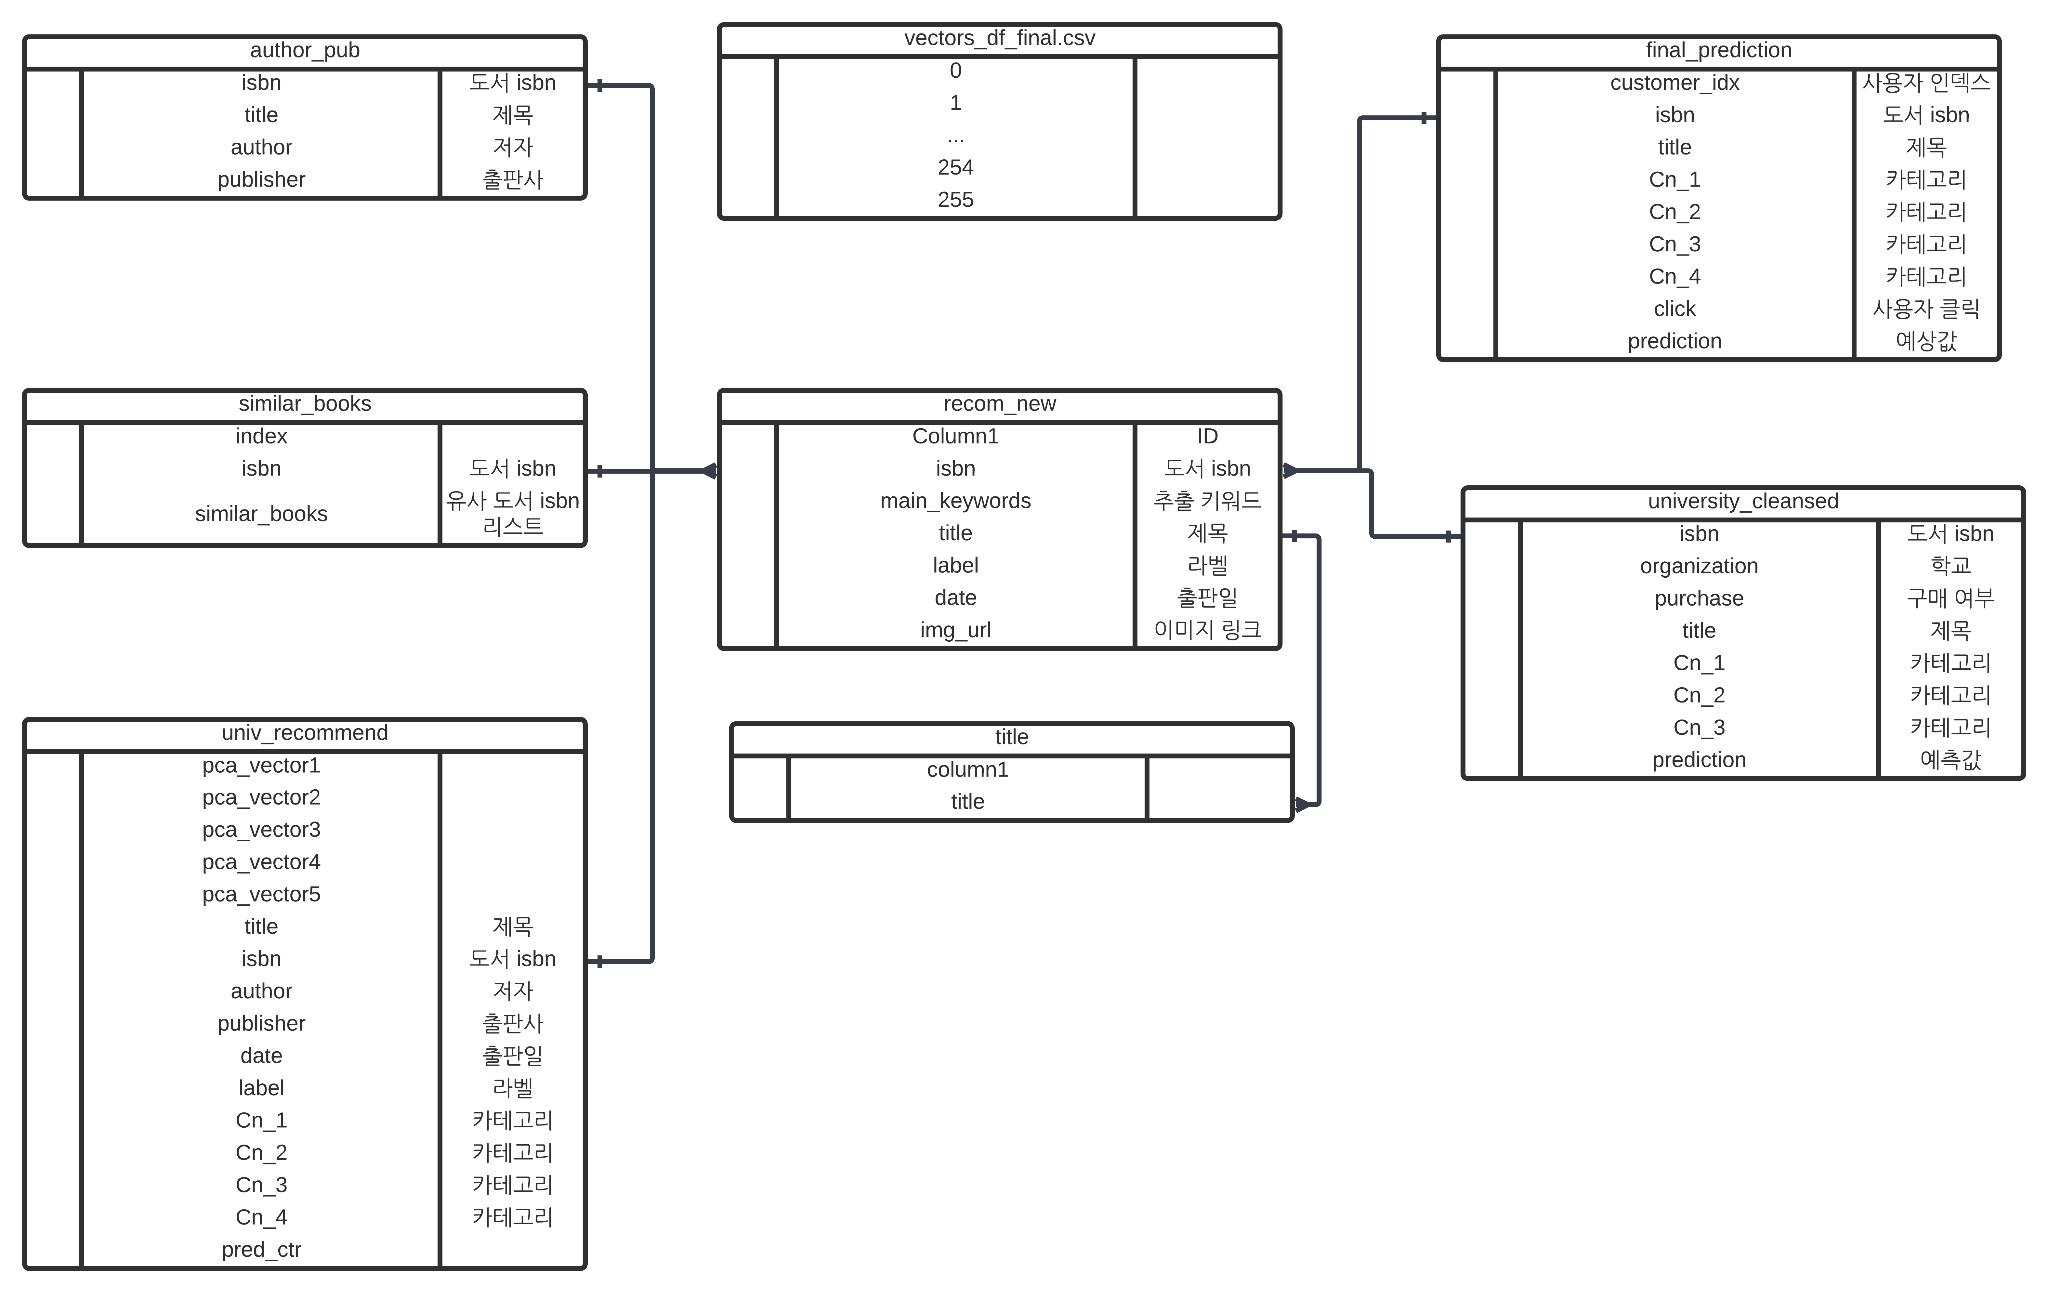 author_pub
isbn 도서 isbn
title 제목
author 저자
publisher 출판사
vectors_df_final.csv
0
1
...
254
255
final_prediction
customer_idx 사용자 인덱스
isbn 도서 isbn
title 제목
Cn_1 카테고리
Cn_2 카테고리
Cn_3 카테고리
Cn_4 카테고리
click 사용자 클릭
prediction 예상값
similar_books
index
isbn 도서 isbn
similar_books 유사 도서 isbn
리스트
recom_new
Column1 ID
isbn 도서 isbn
main_keywords 추출 키워드
title 제목
label 라벨
date 출판일
img_url 이미지 링크
university_cleansed
isbn 도서 isbn
organization 학교
purchase 구매 여부
title 제목
Cn_1 카테고리
Cn_2 카테고리
Cn_3 카테고리
prediction 예측값
univ_recommend
pca_vector1
pca_vector2
pca_vector3
pca_vector4
pca_vector5
title 제목
isbn 도서 isbn
author 저자
publisher 출판사
date 출판일
label 라벨
Cn_1 카테고리
Cn_2 카테고리
Cn_3 카테고리
Cn_4 카테고리
pred_ctr
title
column1
title